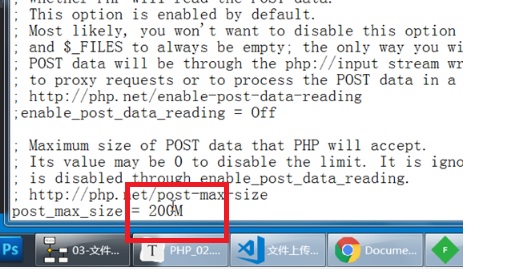 ; Whether PHP will read the POST data.
; This option is enabled by default.
; Most likely, you won't want to disable this option
; and $_FILES to always be empty; the only way you wi
; POST data will be through the php://input stream wr
; to proxy requests or to process the POST data in a
; http://php.net/enable-post-data-reading
;enable_post_data_reading = Off
; Maximum size of POST data that PHP will accept.
; Its value may be 0 to disable the limit. It is igno
; is disabled through enable_post_data_reading.
; http://php.net/post-max-size
post_max_size = 200M
Ps 03-文件... T PHP_02.... 文件上传... Docume... F